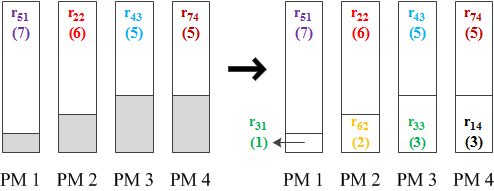 r51 r22 r43 r74 r51 r22 r43 r74
(7) (6) (5) (5) (7) (6) (5) (5)
r31 r62 r33 r14
(1) (2) (3) (3)
PM 1 PM 2 PM 3 PM 4 PM 1 PM 2 PM 3 PM 4